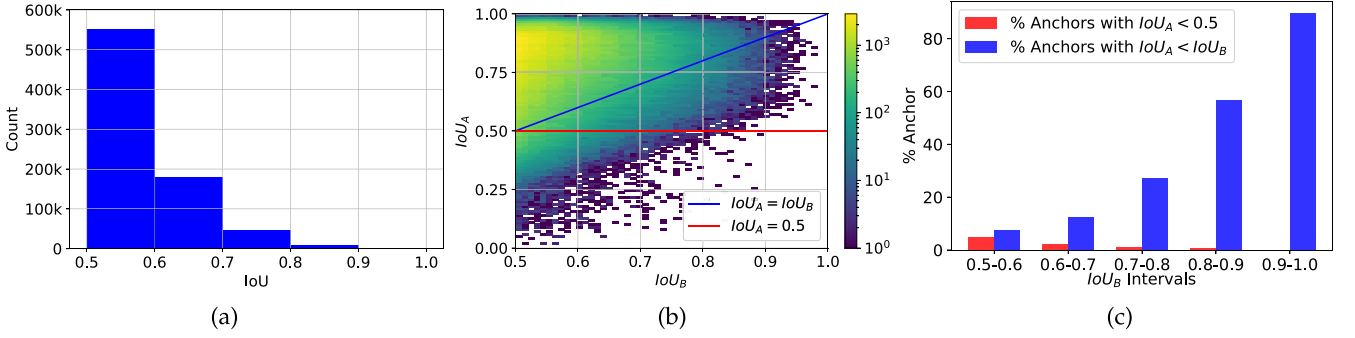 600k
500k
400k
300k
200k
100k
0
Count
0.5 0.6 0.7 0.8 0.9 1.0
IoU
(a)
1.00
0.75
0.50
0.25
0.00
IoU_A
IoU_A = IoU_B
IoU_A = 0.5
0.5 0.6 0.7 0.8 0.9 1.0
IoU_B
10^3
10^2
10^1
10^0
(b)
% Anchors with IoU_A < 0.5
% Anchors with IoU_A < IoU_B
80
60
40
20
0
% Anchor
0.5-0.6 0.6-0.7 0.7-0.8 0.8-0.9 0.9-1.0
IoU_B Intervals
(c)